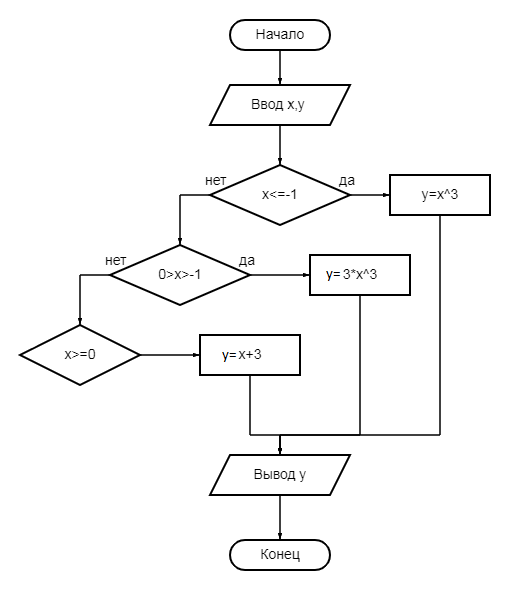 Начало
Ввод x,y
нет
да
x<=-1
y=x^3
нет
да
0>x>-1
y= 3*x^3
x>=0
y= x+3
Вывод y
Конец